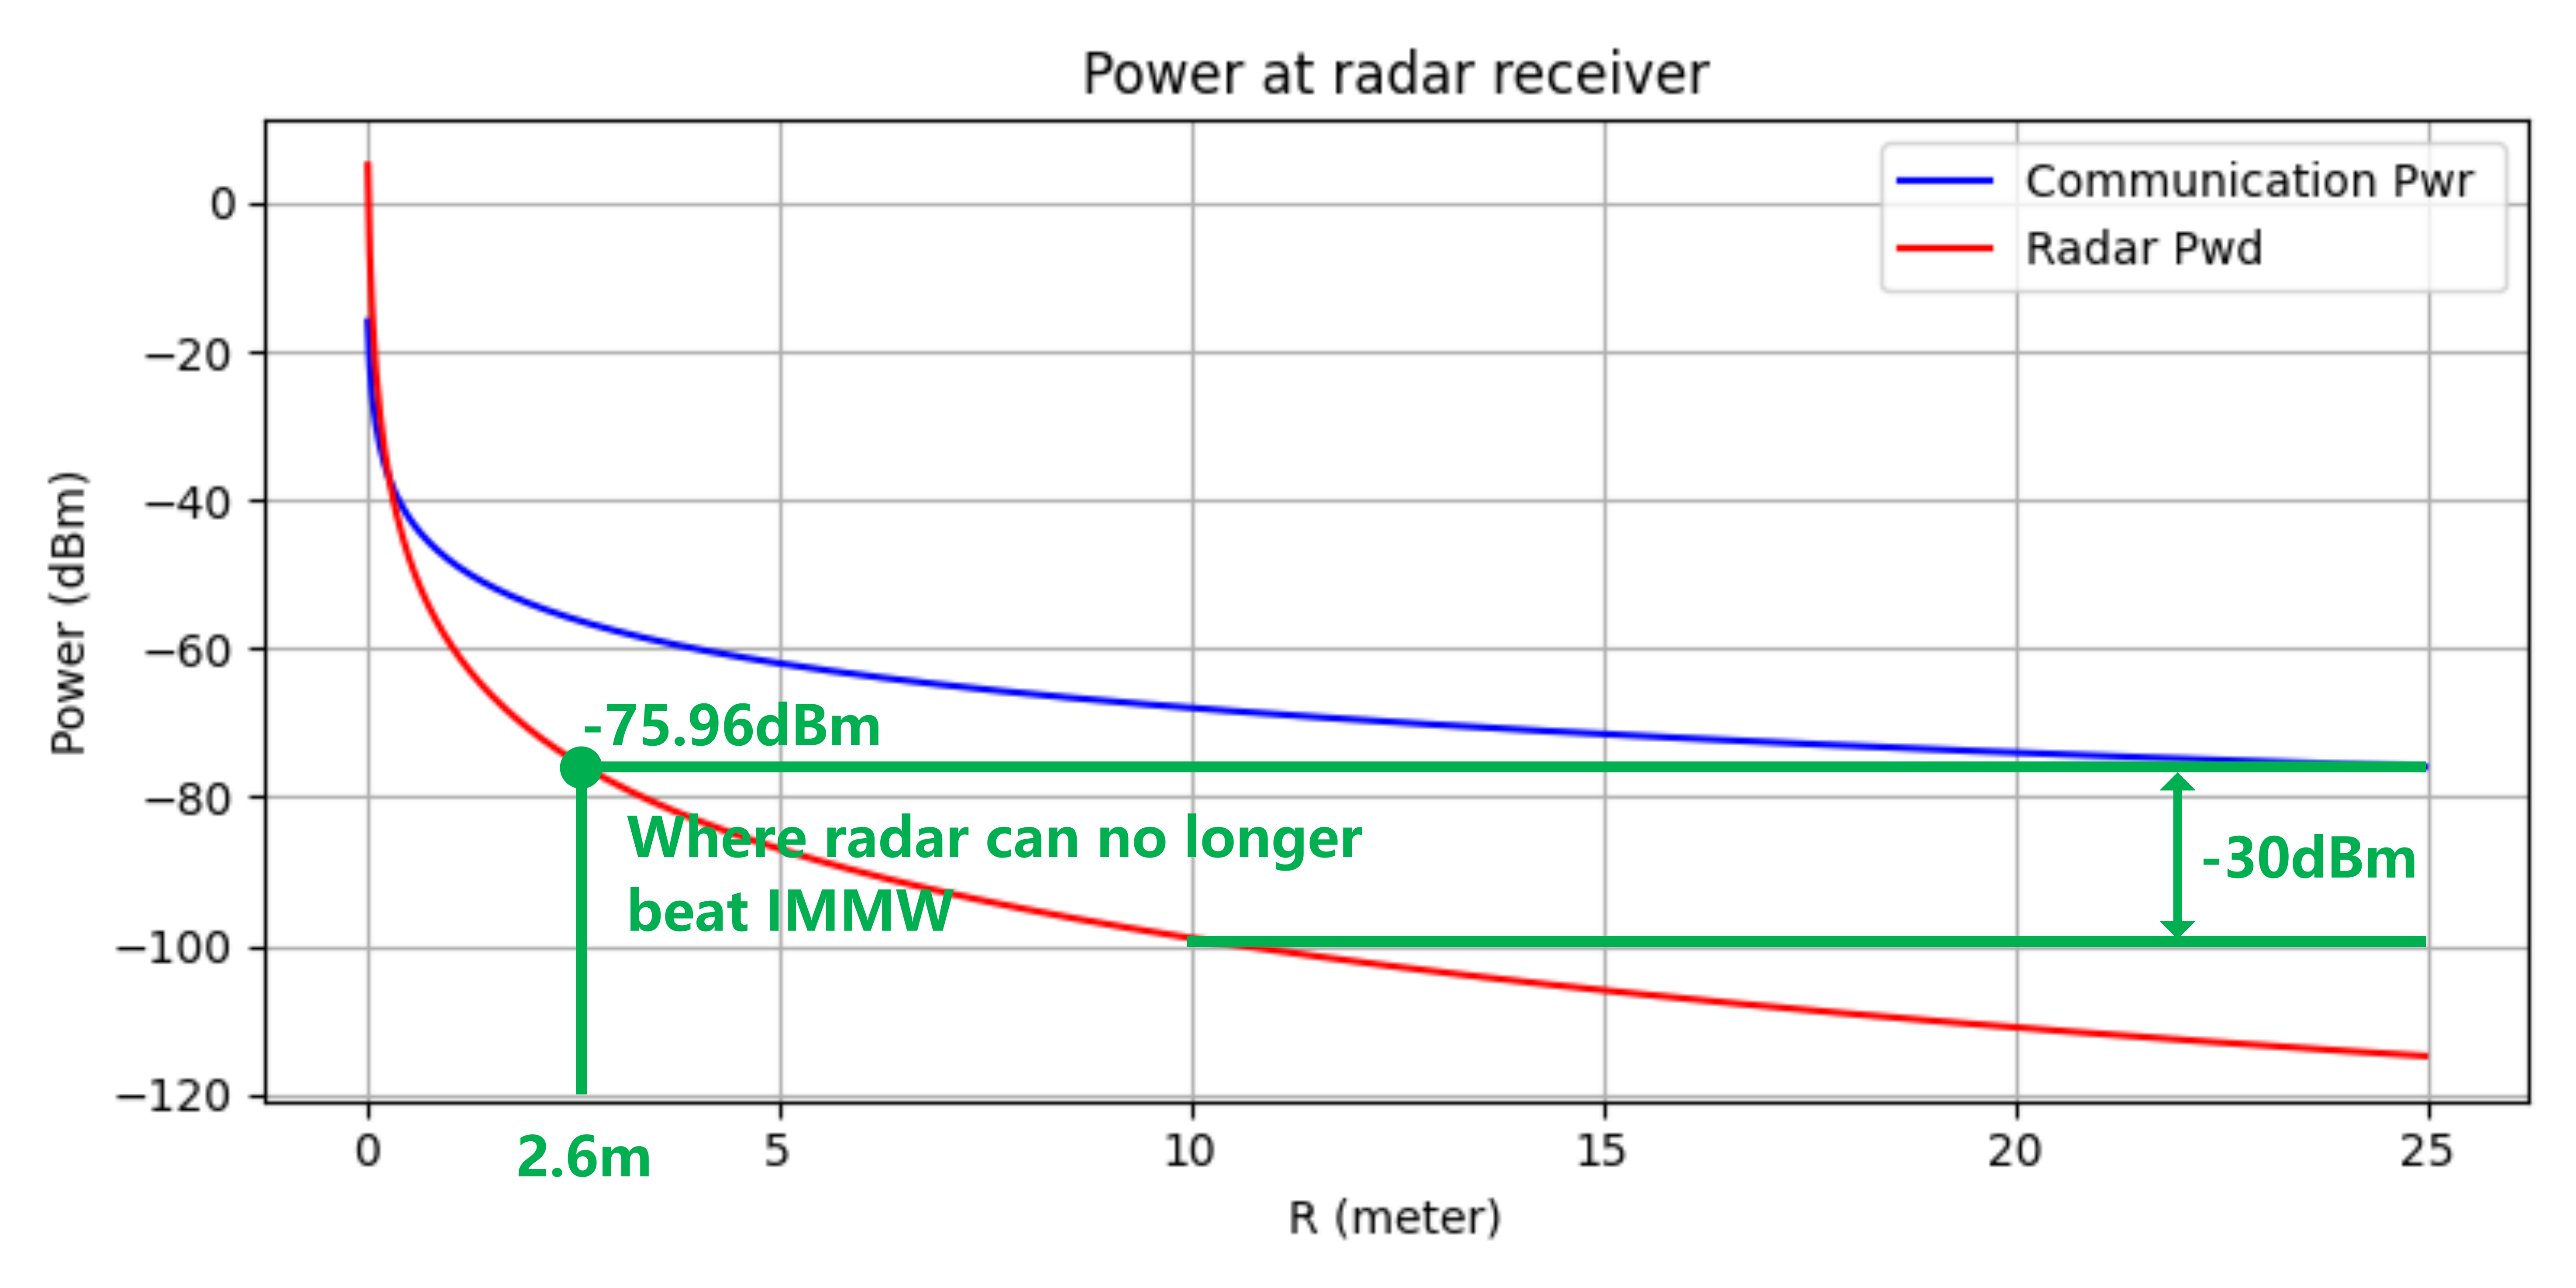 Power at radar receiver
Communication Pwr
Radar Pwd
Power (dBm)
0
−20
−40
−60
−80
−100
−120
-75.96dBm
Where radar can no longer
beat IMMW
-30dBm
2.6m
0
5
10
15
20
25
R (meter)